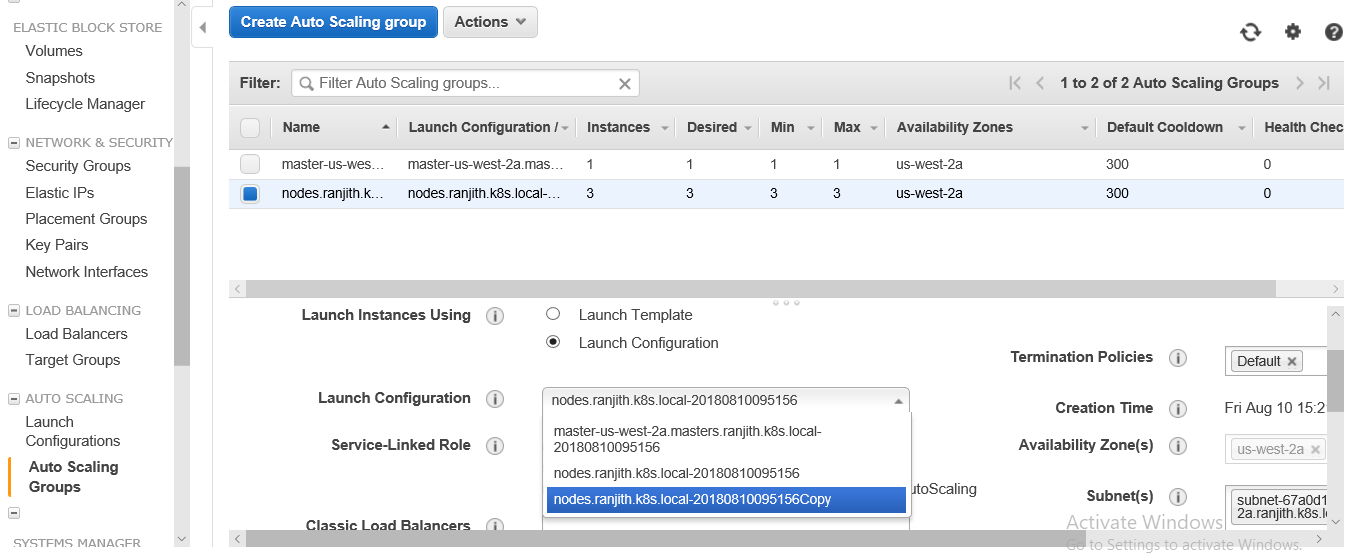 ELASTIC BLOCK STORE
Volumes
Snapshots
Lifecycle Manager
NETWORK & SECURITY
Security Groups
Elastic IPs
Placement Groups
Key Pairs
Network Interfaces
LOAD BALANCING
Load Balancers
Target Groups
AUTO SCALING
Launch
Configurations
Auto Scaling
Groups
SYSTEMS MANAGER
Create Auto Scaling group Actions
Filter: Filter Auto Scaling groups... 1 to 2 of 2 Auto Scaling Groups
Name Launch Configuration / Instances Desired Min Max Availability Zones Default Cooldown Health Chec
master-us-wes... master-us-west-2a.mas... 1 1 1 1 us-west-2a 300 0
nodes.ranjith.k... nodes.ranjith.k8s.local-... 3 3 3 3 us-west-2a 300 0
Launch Instances Using Launch Template
Launch Configuration
Launch Configuration nodes.ranjith.k8s.local-20180810095156
master-us-west-2a.masters.ranjith.k8s.local-
20180810095156
nodes.ranjith.k8s.local-20180810095156
nodes.ranjith.k8s.local-20180810095156Copy
Service-Linked Role
utoScaling
Classic Load Balancers
Termination Policies Default
Creation Time Fri Aug 10 15:2
Availability Zone(s) us-west-2a
Subnet(s) subnet-67a0d1
2a.ranjith.k8s.l
Activate Windows
Go to Settings to activate Windows.